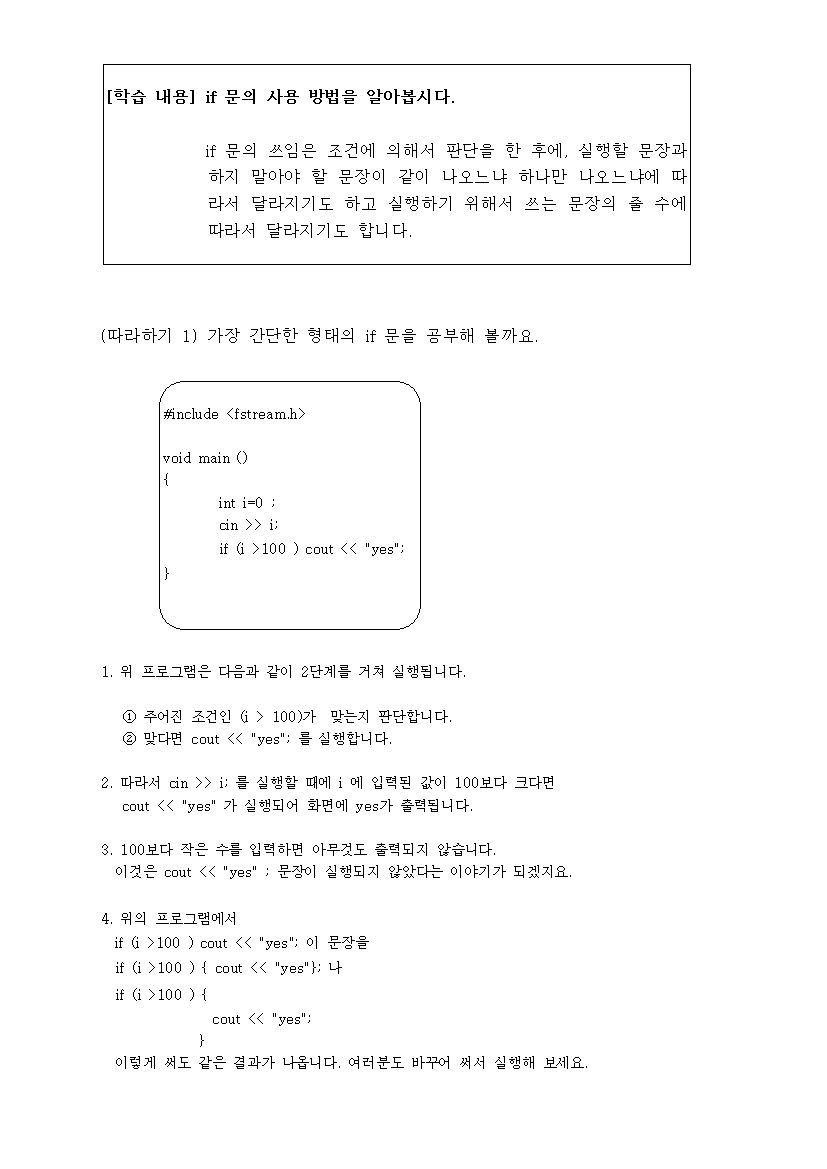 [학습 내용] if 문의 사용 방법을 알아봅시다.
if 문의 쓰임은 조건에 의해서 판단을 한 후에, 실행할 문장과
하지 말아야 할 문장이 같이 나오느냐 하나만 나오느냐에 따
라서 달라지기도 하고 실행하기 위해서 쓰는 문장의 줄 수에
따라서 달라지기도 합니다.
(따라하기 1) 가장 간단한 형태의 if 문을 공부해 볼까요.
#include <fstream.h>
void main ()
{
int i=0 ;
cin >> i;
if (i >100 ) cout << "yes";
}
1. 위 프로그램은 다음과 같이 2단계를 거쳐 실행됩니다.
① 주어진 조건인 (i > 100)가 맞는지 판단합니다.
② 맞다면 cout << "yes"; 를 실행합니다.
2. 따라서 cin >> i; 를 실행할 때에 i 에 입력된 값이 100보다 크다면
cout << "yes" 가 실행되어 화면에 yes가 출력됩니다.
3. 100보다 작은 수를 입력하면 아무것도 출력되지 않습니다.
이것은 cout << "yes" ; 문장이 실행되지 않았다는 이야기가 되겠지요.
4. 위의 프로그램에서
if (i >100 ) cout << "yes"; 이 문장을
if (i >100 ) { cout << "yes"}; 나
if (i >100 ) {
cout << "yes";
}
이렇게 써도 같은 결과가 나옵니다. 여러분도 바꾸어 써서 실행해 보세요.